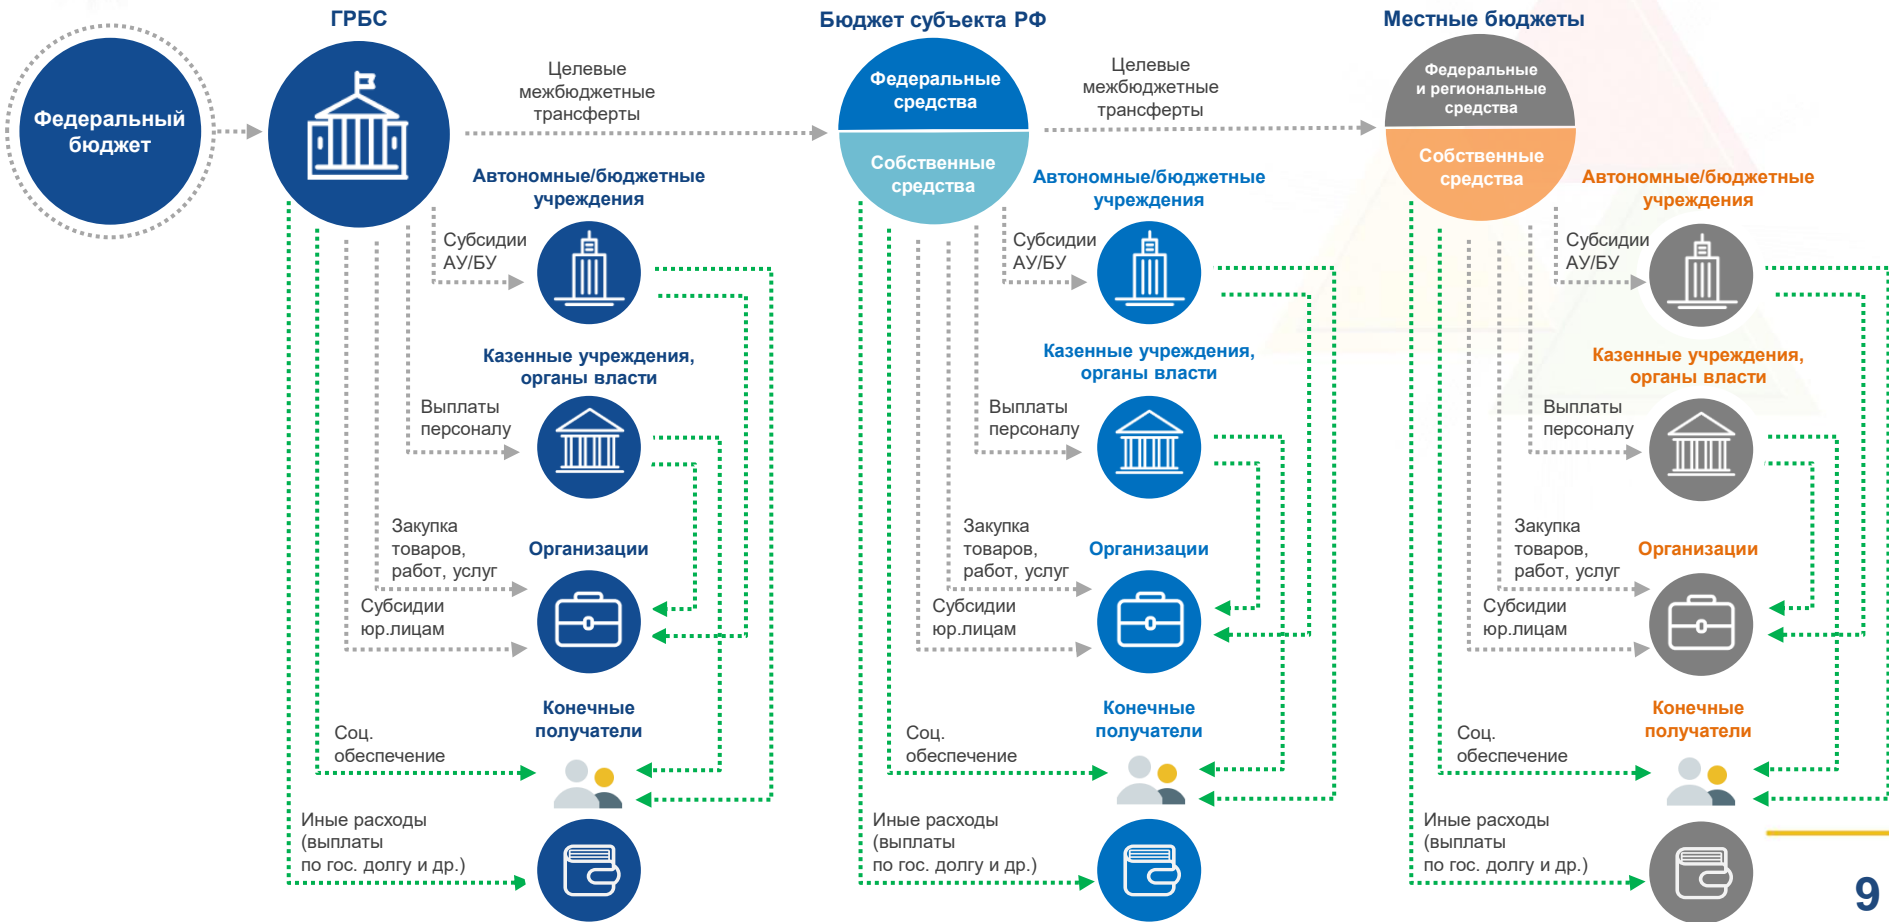 ГРБС
Бюджет субъекта РФ
Местные бюджеты
Федеральный
бюджет
Целевые
межбюджетные
трансферты
Федеральные
средства
Собственные
средства
Целевые
межбюджетные
трансферты
Федеральные
и региональные
средства
Собственные
средства
Автономные/бюджетные
учреждения
Субсидии
АУ/БУ
Казенные учреждения,
органы власти
Выплаты
персоналу
Закупка
товаров,
работ, услуг
Организации
Субсидии
юр.лицам
Конечные
получатели
Соц.
обеспечение
Иные расходы
(выплаты
по гос. долгу и др.)
Автономные/бюджетные
учреждения
Субсидии
АУ/БУ
Казенные учреждения,
органы власти
Выплаты
персоналу
Закупка
товаров,
работ, услуг
Организации
Субсидии
юр.лицам
Конечные
получатели
Соц.
обеспечение
Иные расходы
(выплаты
по гос. долгу и др.)
Автономные/бюджетные
учреждения
Субсидии
АУ/БУ
Казенные учреждения,
органы власти
Выплаты
персоналу
Закупка
товаров,
работ, услуг
Организации
Субсидии
юр.лицам
Конечные
получатели
Соц.
обеспечение
Иные расходы
(выплаты
по гос. долгу и др.)
9